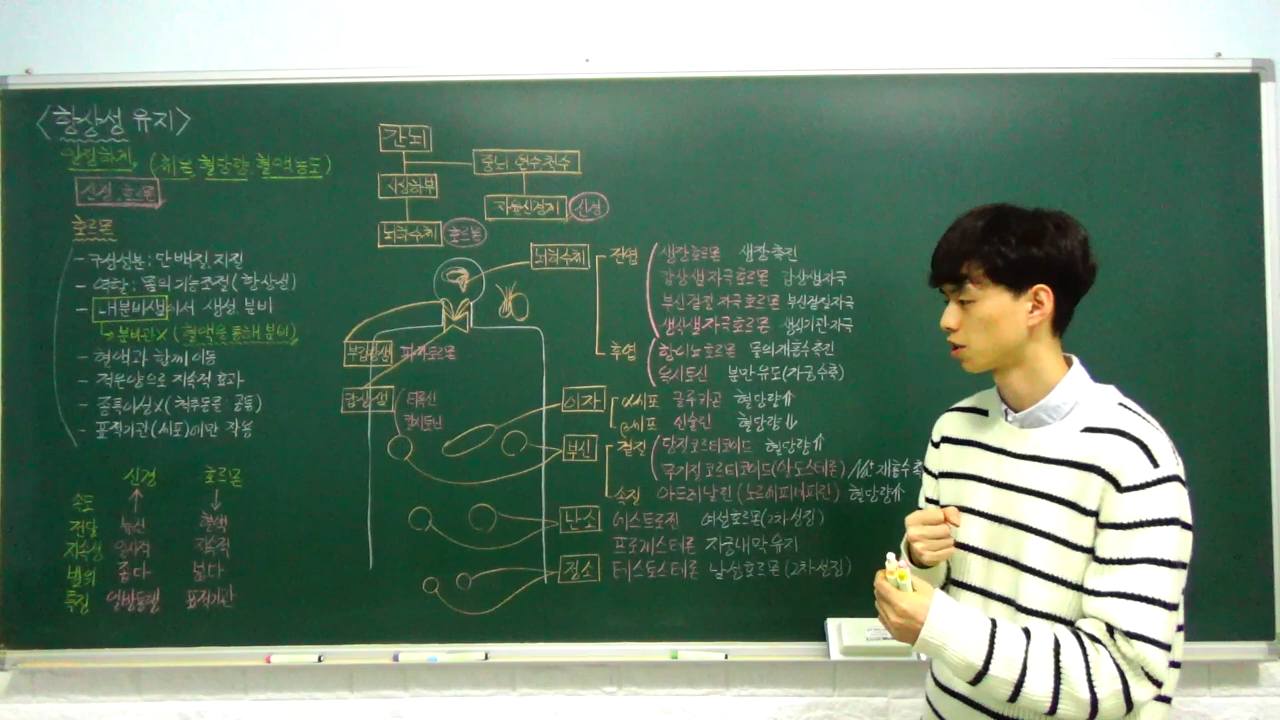 <항상성 유지>
일정하게 (체온, 혈당량, 혈액농도)
신경, 호르몬
호르몬
- 구성성분 : 단백질, 지질
- 역할 : 몸의 기능조절 (항상성)
- 내분비샘에서 생성 분비
↳ 분비관X (혈액을 통해 분비)
- 혈액과 함께 이동
- 적은양으로 지속적 효과
- 종특이성X (척추동물 공통)
- 표적기관(세포)에만 작용
신경 호르몬
속도 ↑ ↓
전달 뉴런 혈액
지속성 일시적 지속적
범위 좁다 넓다
특징 일방통행 표적기관
간뇌
중뇌 연수 척수
시상하부
자율신경계 신경
뇌하수체 호르몬
뇌하수체
전엽 생장호르몬 생장촉진
갑상샘자극호르몬 갑상샘자극
부신겉질자극호르몬 부신겉질자극
생식샘자극호르몬 생식기관자극
후엽 항이뇨호르몬 물의재흡수촉진
옥시토신 분만유도(자궁수축)
부갑상샘 파라토르몬
갑상샘 티록신
칼시토닌
이자 α세포 글루카곤 혈당량⇑
β세포 인슐린 혈당량⇓
부신 겉질 당질코르티코이드 혈당량⇑
무기질코르티코이드(알도스테론) Na⁺재흡수촉
속질 아드레날린 (노르에피네피린) 혈당량⇑
난소 에스트로젠 여성호르몬(2차성징)
프로게스테론 자궁내막유지
정소 테스토스테론 남성호르몬(2차성징)